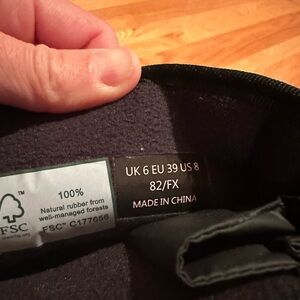 UK 6 EU 39 US 8
82/FX
MADE IN CHINA
100%
Natural rubber from
well-managed forests
FSC
FSC® C177656